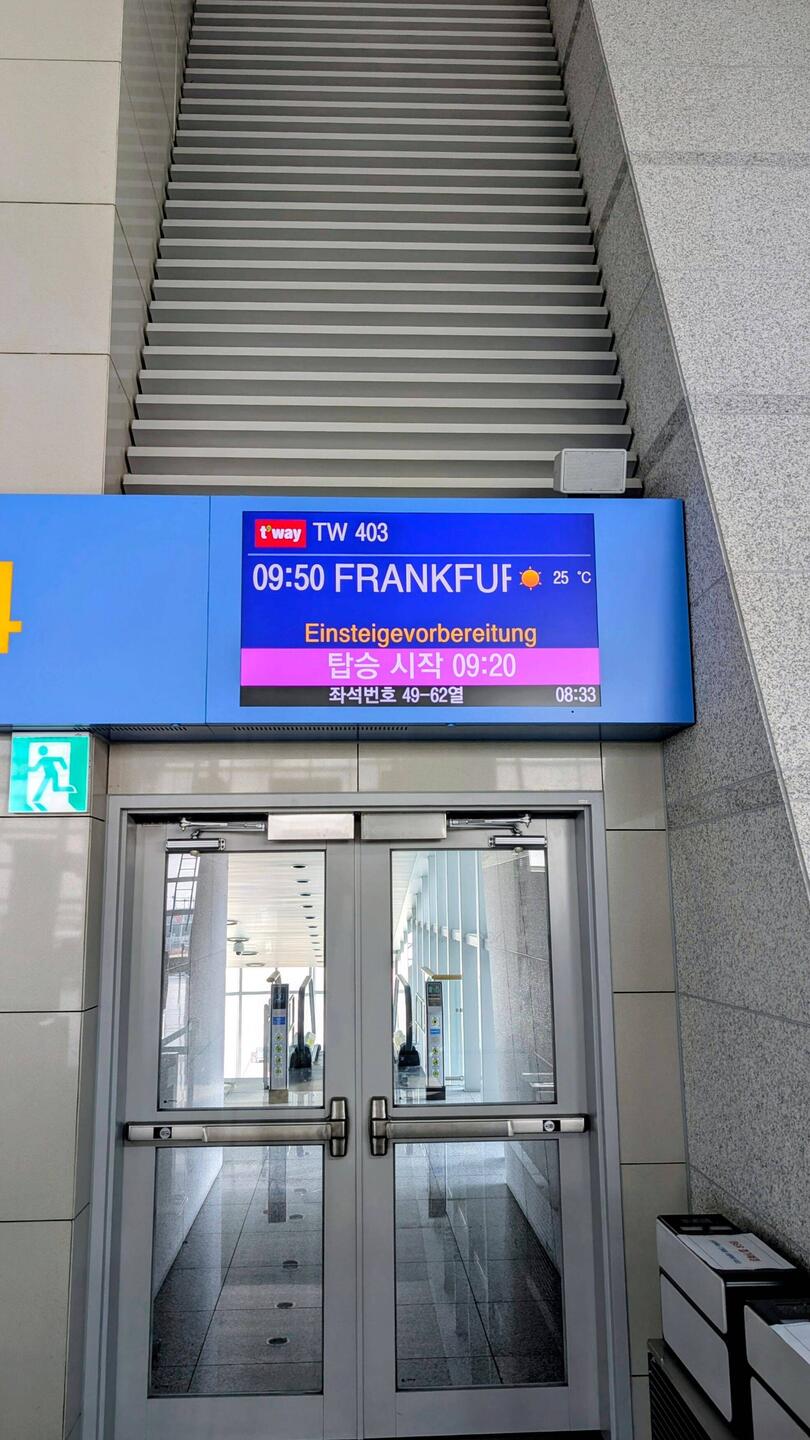 4
t'way TW 403
09:50 FRANKFUR
25 °C
Einsteigevorbereitung
탑승 시작 09:20
좌석번호 49-62열 08:33